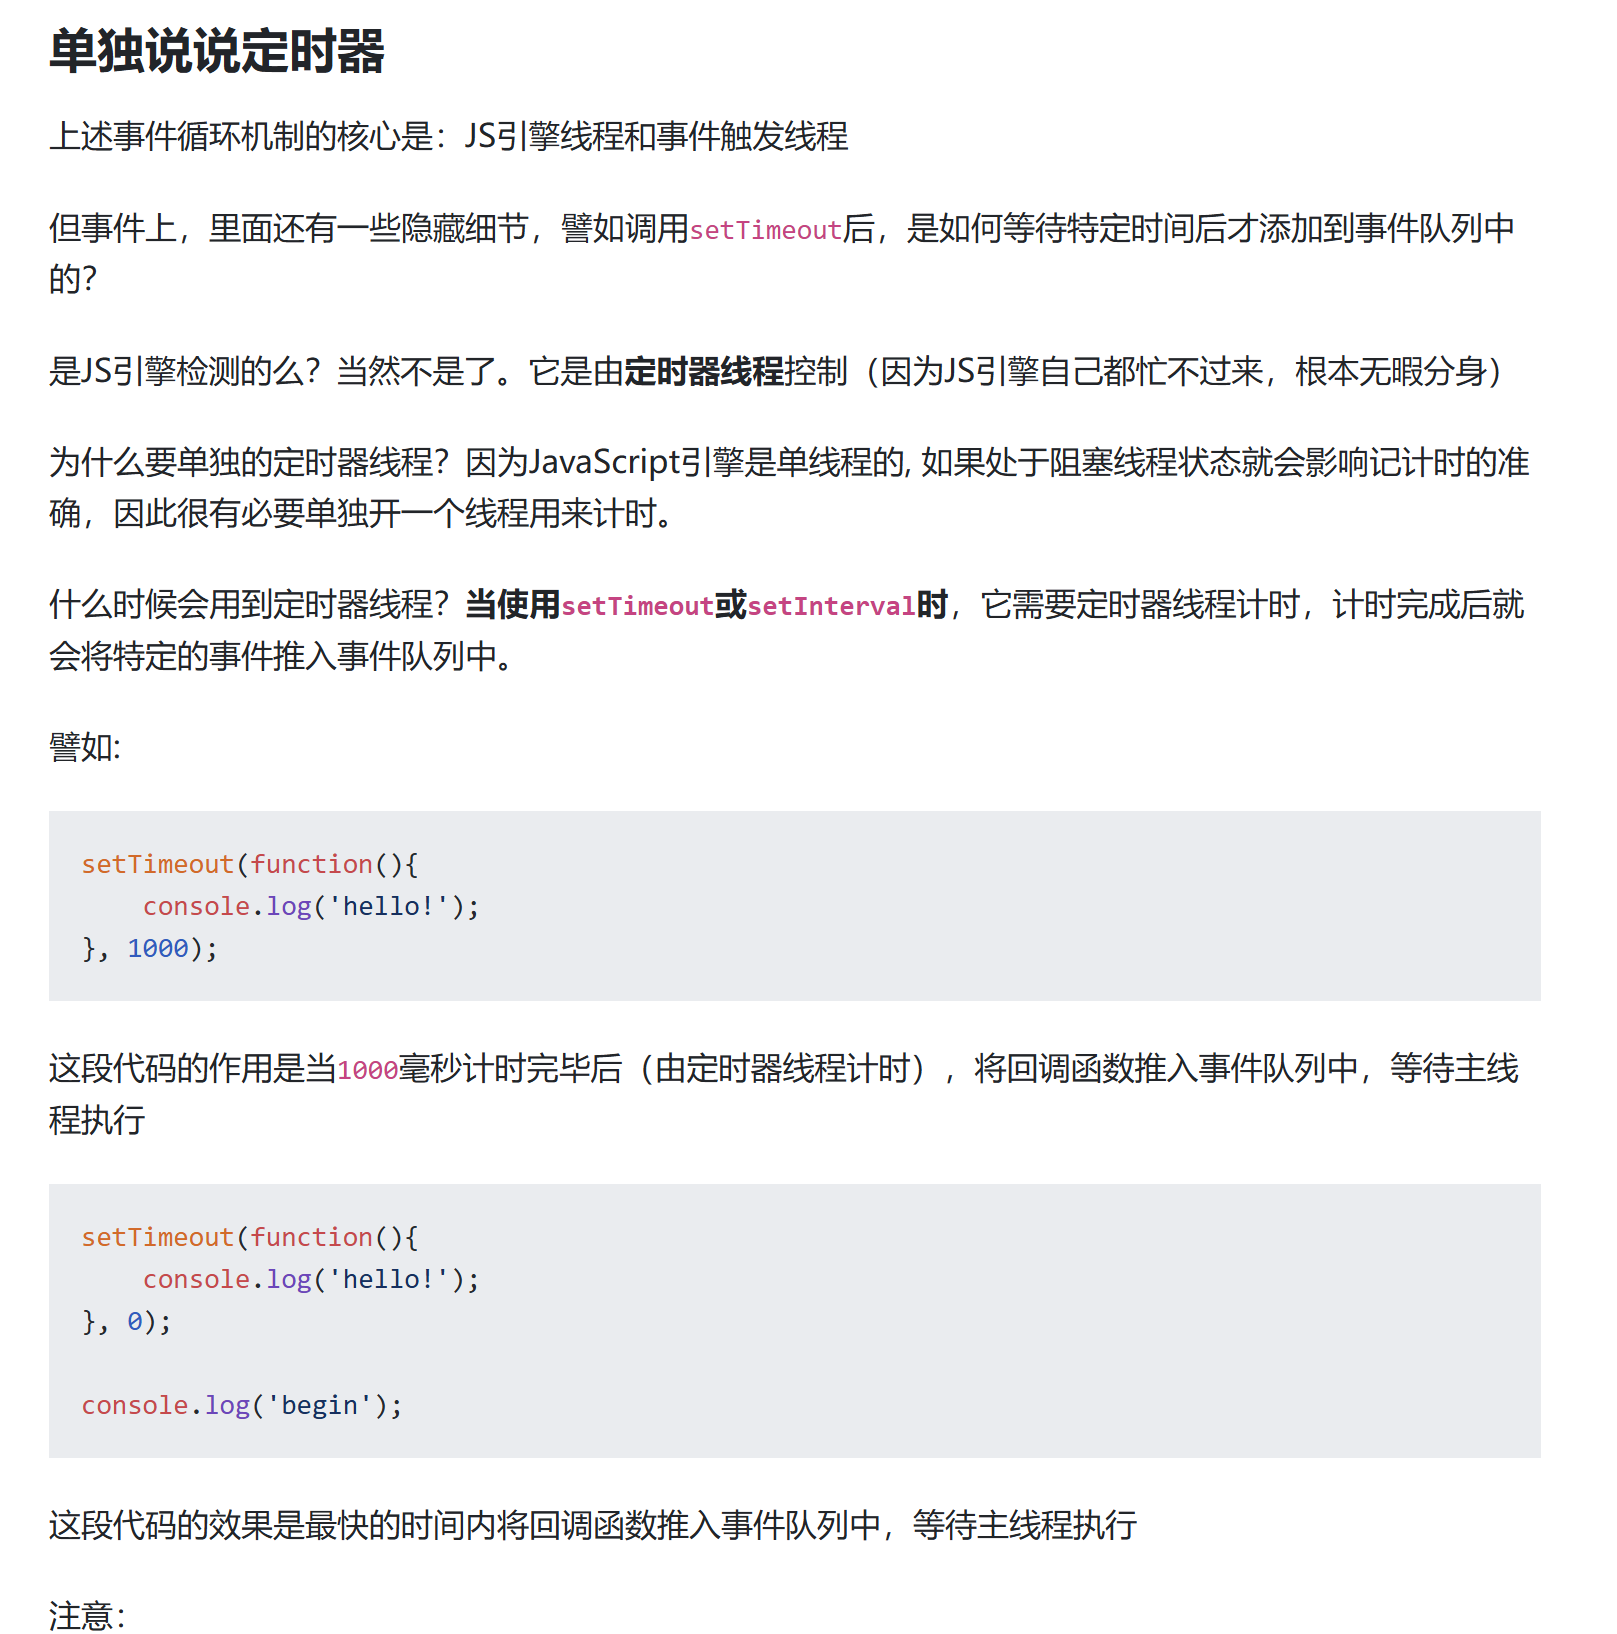 单独说说定时器
上述事件循环机制的核心是：JS引擎线程和事件触发线程
但事件上，里面还有一些隐藏细节，譬如调用setTimeout后，是如何等待特定时间后才添加到事件队列中
的？
是JS引擎检测的么？当然不是了。它是由定时器线程控制（因为JS引擎自己都忙不过来，根本无暇分身）
为什么要单独的定时器线程？因为JavaScript引擎是单线程的, 如果处于阻塞线程状态就会影响记计时的准
确，因此很有必要单独开一个线程用来计时。
什么时候会用到定时器线程？当使用setTimeout或setInterval时，它需要定时器线程计时，计时完成后就
会将特定的事件推入事件队列中。
譬如:
setTimeout(function(){
    console.log('hello!');
}, 1000);
这段代码的作用是当1000毫秒计时完毕后（由定时器线程计时），将回调函数推入事件队列中，等待主线
程执行
setTimeout(function(){
    console.log('hello!');
}, 0);
console.log('begin');
这段代码的效果是最快的时间内将回调函数推入事件队列中，等待主线程执行
注意：